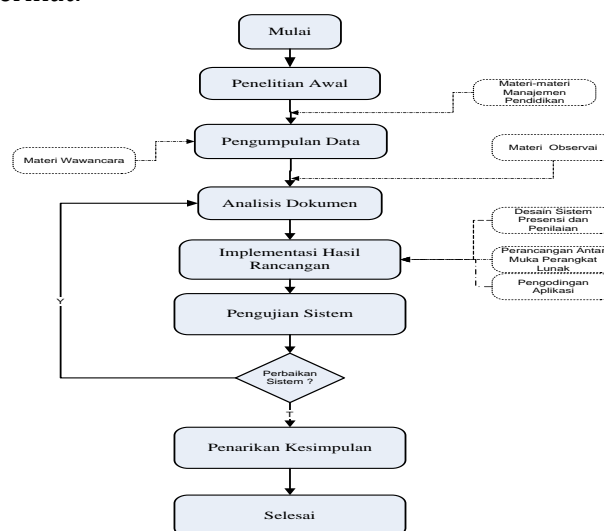 Mulai
Penelitian Awal
Materi-materi
Manajemen
Pendidikan
Pengumpulan Data
Materi Wawancara
Materi Observai
Analisis Dokumen
Desain Sistem
Presensi dan
Penilaian
Implementasi Hasil
Rancangan
Perancangan Antar
Muka Perangkat
Lunak
Pengodingan
Aplikasi
Y
Pengujian Sistem
Perbaikan
Sistem ?
T
Penarikan Kesimpulan
Selesai